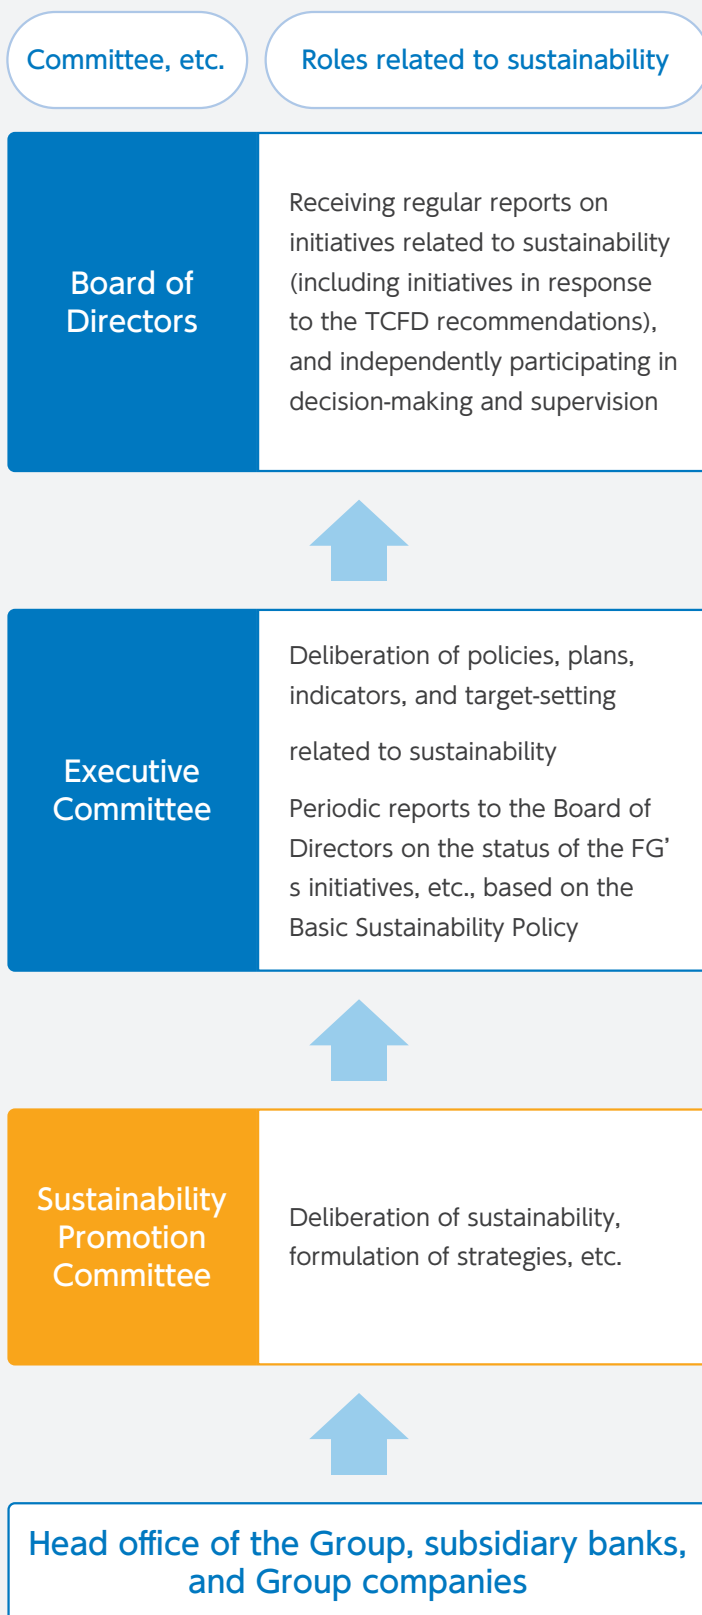 Committee, etc.
Roles related to sustainability
Board of
Directors
Receiving regular reports on
initiatives related to sustainability
(including initiatives in response
to the TCFD recommendations),
and independently participating in
decision-making and supervision
Executive
Committee
Deliberation of policies, plans,
indicators, and target-setting
related to sustainability
Periodic reports to the Board of
Directors on the status of the FG’
s initiatives, etc., based on the
Basic Sustainability Policy
Sustainability
Promotion
Committee
Deliberation of sustainability,
formulation of strategies, etc.
Head office of the Group, subsidiary banks,
and Group companies